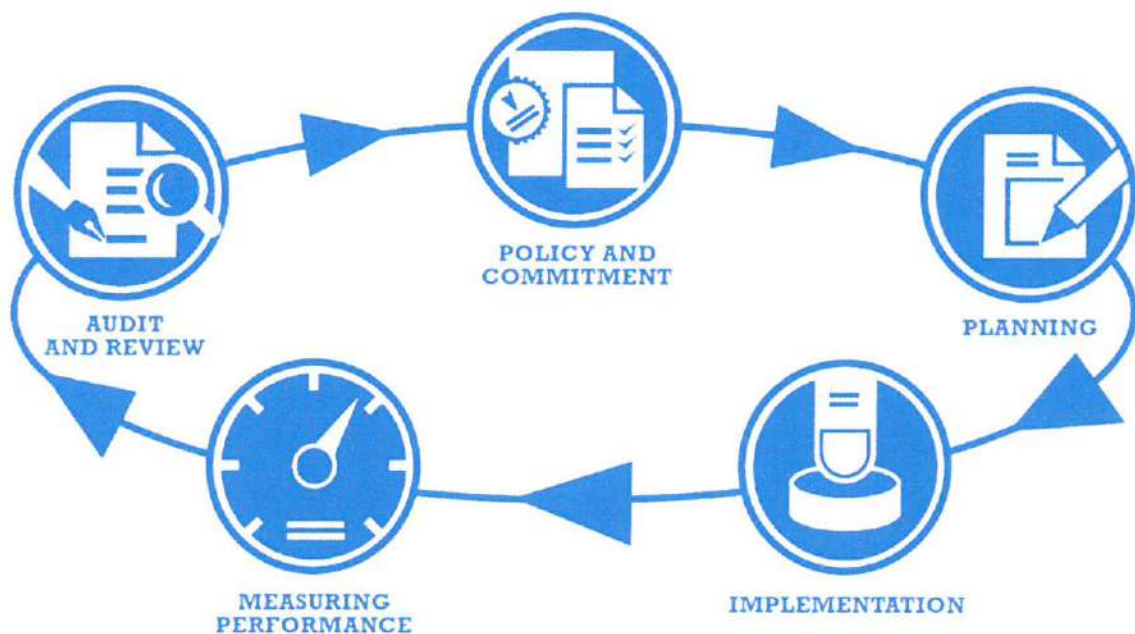 POLICY AND
COMMITMENT
AUDIT
AND REVIEW
PLANNING
MEASURING
PERFORMANCE
IMPLEMENTATION